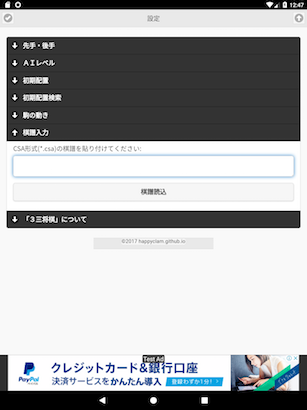 12:47
設定
先手・後手
ＡＩレベル
初期配置
初期配置検索
駒の動き
棋譜入力
CSA形式(*.csa)の棋譜を貼り付けてください:
棋譜読込
「３三将棋」について
©2017 happyclam.github.io
Test Ad
クレジットカード&銀行口座
決済サービスをかんたん導入
登録わずか1分!
PayPal